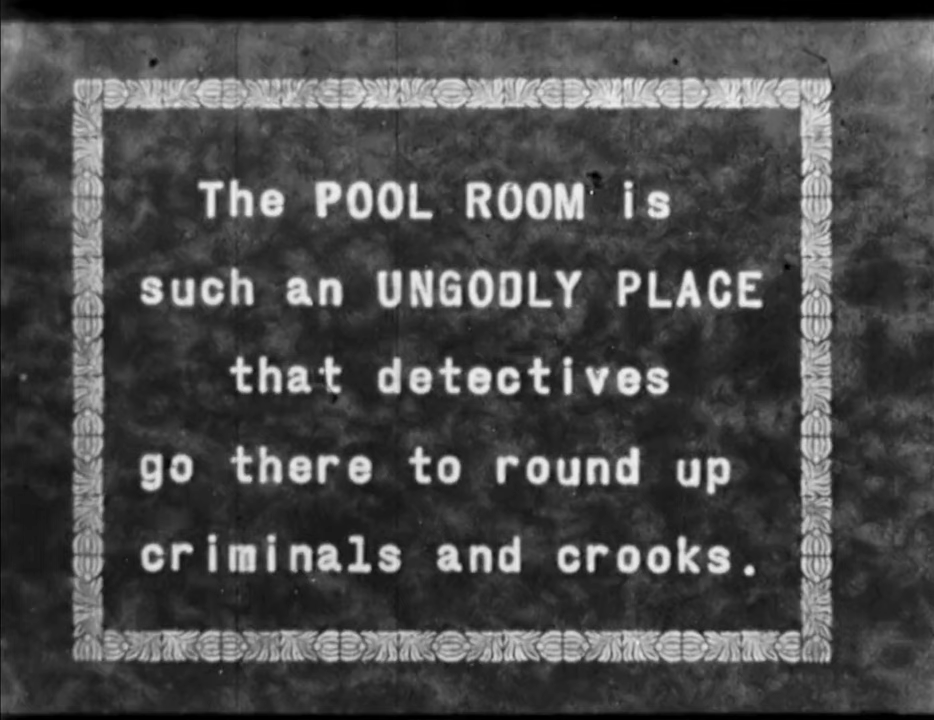 The POOL ROOM is
such an UNGODLY PLACE
that detectives
go there to round up
criminals and crooks.